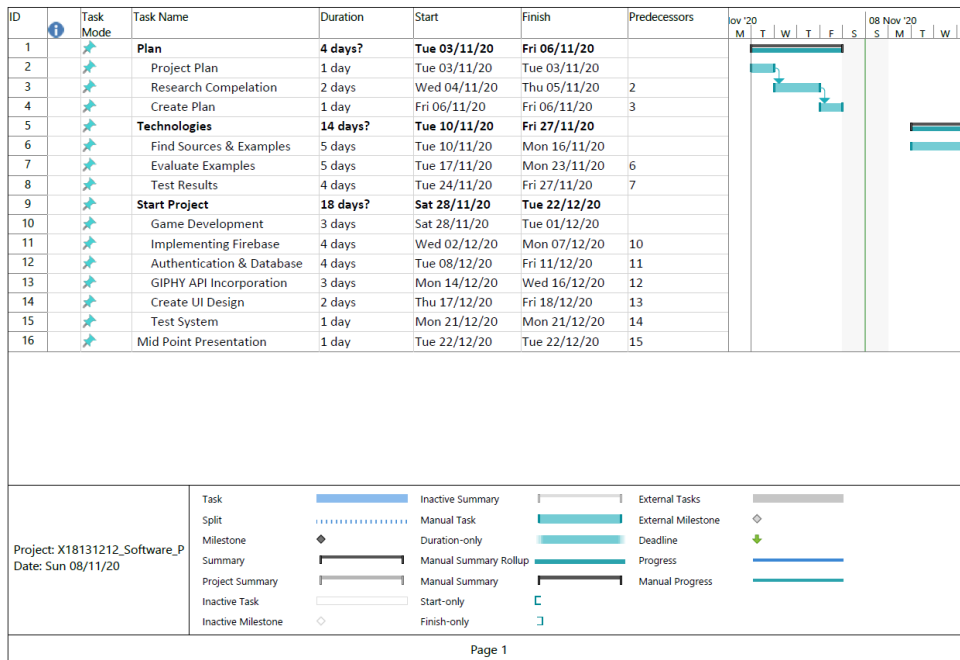 ID Task Mode Task Name Duration Start Finish Predecessors
Nov '20 08 Nov '20
M T W T F S S M T W
1 Plan 4 days? Tue 03/11/20 Fri 06/11/20
2 Project Plan 1 day Tue 03/11/20 Tue 03/11/20
3 Research Compelation 2 days Wed 04/11/20 Thu 05/11/20 2
4 Create Plan 1 day Fri 06/11/20 Fri 06/11/20 3
5 Technologies 14 days? Tue 10/11/20 Fri 27/11/20
6 Find Sources & Examples 5 days Tue 10/11/20 Mon 16/11/20
7 Evaluate Examples 5 days Tue 17/11/20 Mon 23/11/20 6
8 Test Results 4 days Tue 24/11/20 Fri 27/11/20 7
9 Start Project 18 days? Sat 28/11/20 Tue 22/12/20
10 Game Development 3 days Sat 28/11/20 Tue 01/12/20
11 Implementing Firebase 4 days Wed 02/12/20 Mon 07/12/20 10
12 Authentication & Database 4 days Tue 08/12/20 Fri 11/12/20 11
13 GIPHY API Incorporation 3 days Mon 14/12/20 Wed 16/12/20 12
14 Create UI Design 2 days Thu 17/12/20 Fri 18/12/20 13
15 Test System 1 day Mon 21/12/20 Mon 21/12/20 14
16 Mid Point Presentation 1 day Tue 22/12/20 Tue 22/12/20 15
Project: X18131212_Software_P
Date: Sun 08/11/20
Task Inactive Summary External Tasks
Split Manual Task External Milestone
Milestone Duration-only Deadline
Summary Manual Summary Rollup Progress
Project Summary Manual Summary Manual Progress
Inactive Task Start-only
Inactive Milestone Finish-only
Page 1